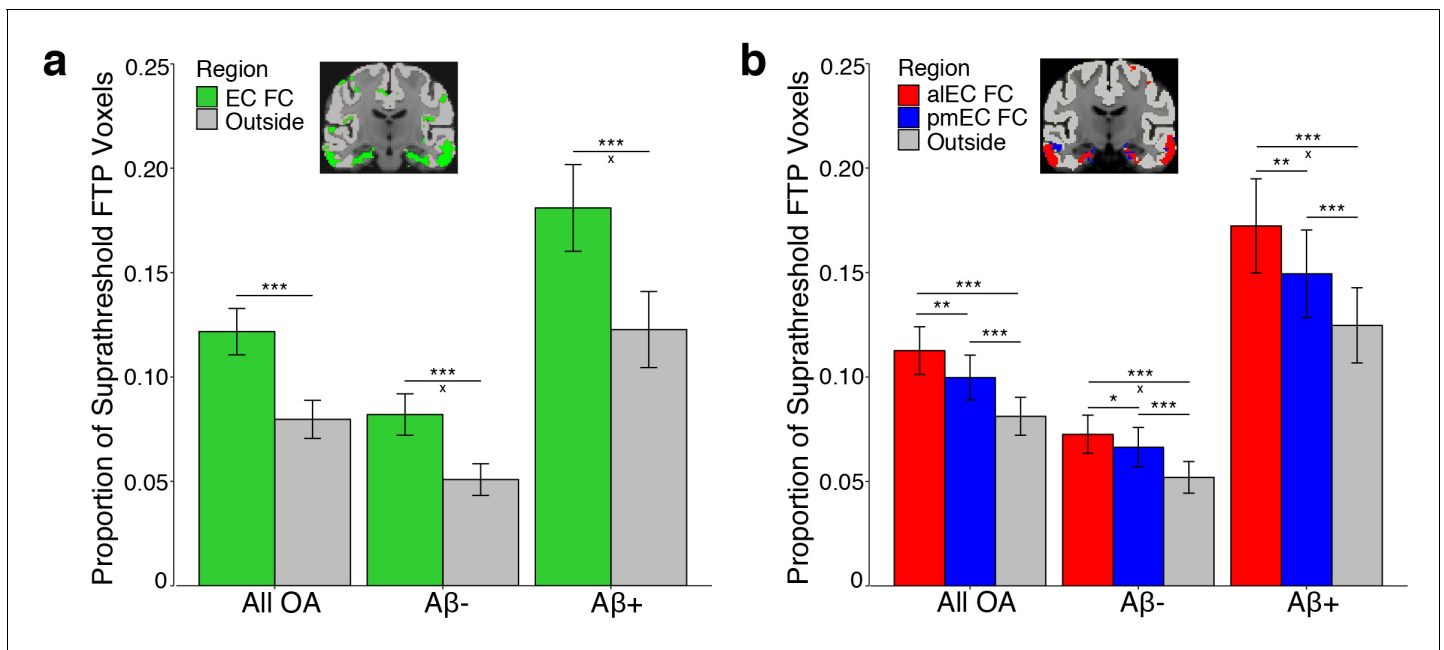 a
Proportion of Suprathreshold FTP Voxels
0.25
0.20
0.15
0.10
0.05
0
Region
EC FC
Outside
***
***
x
***
x
All OA
Aβ-
Aβ+
b
Proportion of Suprathreshold FTP Voxels
0.25
0.20
0.15
0.10
0.05
0
Region
alEC FC
pmEC FC
Outside
***
**
***
***
x
*
***
***
x
**
***
All OA
Aβ-
Aβ+